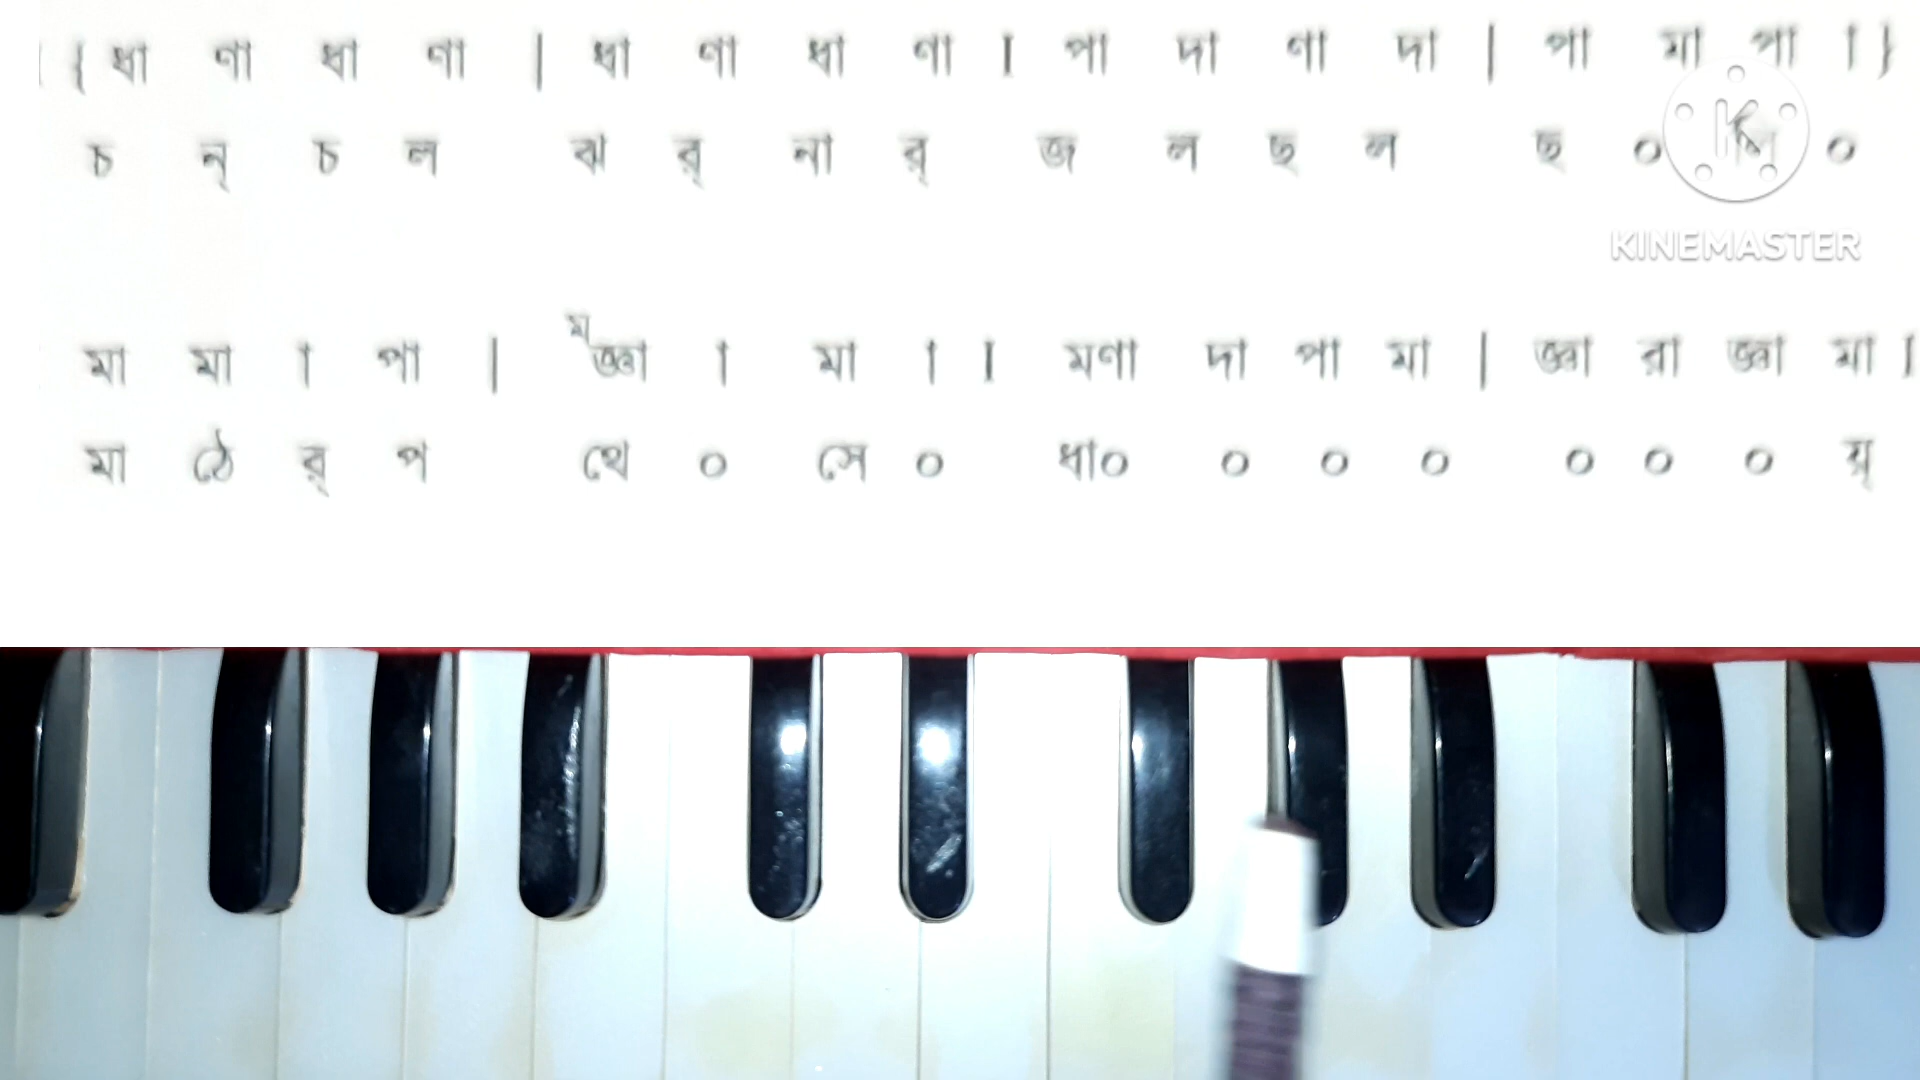 { ধা ণা ধা ণা | ধা ণা ধা ণা I পা দা ণা দা | পা মা পা া }
চ ন্ চ ল ঝ র্ না র্ জ ল ছ ল ছ ০ লি ০
KINEMASTER
মা মা া পা | মজ্ঞা া মা া I মণা দা পা মা | জ্ঞা রা জ্ঞা মা I
মা ঠে র্ প থে ০ সে ০ ধা০ ০ ০ ০ ০ ০ ০ য়্